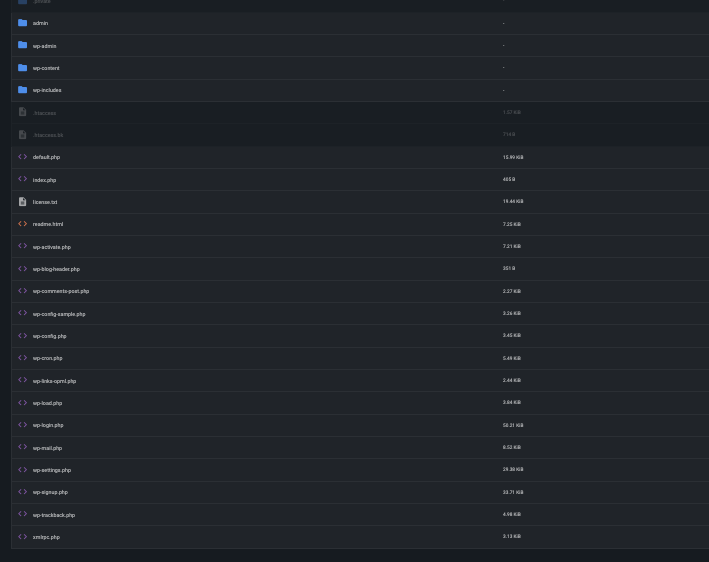 .private
admin -
wp-admin -
wp-content -
wp-includes -
.htaccess 1.57 KiB
.htaccess.bk 714 B
default.php 15.99 KiB
index.php 405 B
license.txt 19.44 KiB
readme.html 7.25 KiB
wp-activate.php 7.21 KiB
wp-blog-header.php 351 B
wp-comments-post.php 2.27 KiB
wp-config-sample.php 3.26 KiB
wp-config.php 3.45 KiB
wp-cron.php 5.49 KiB
wp-links-opml.php 2.44 KiB
wp-load.php 3.84 KiB
wp-login.php 50.21 KiB
wp-mail.php 8.52 KiB
wp-settings.php 29.38 KiB
wp-signup.php 33.71 KiB
wp-trackback.php 4.98 KiB
xmlrpc.php 3.13 KiB